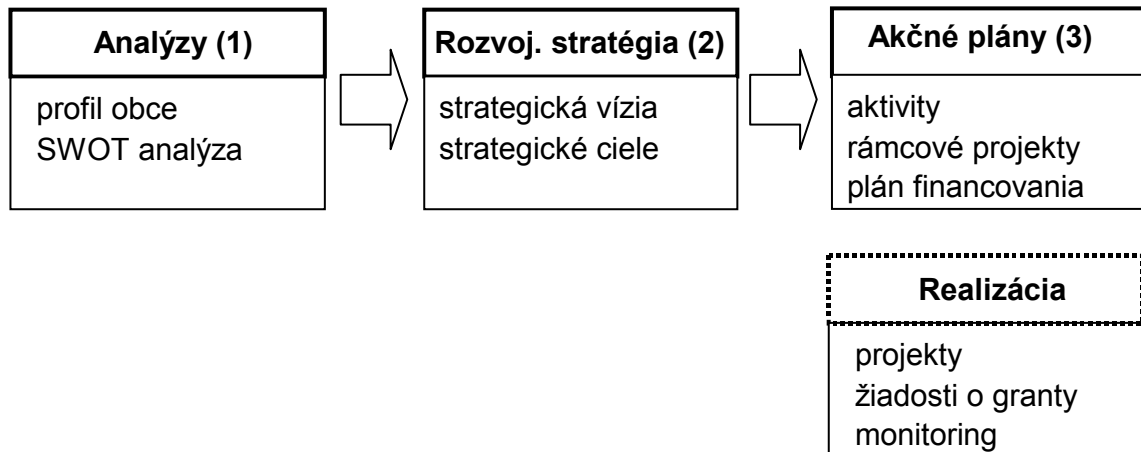 Analýzy (1)
profil obce
SWOT analýza
Rozvoj. stratégia (2)
strategická vízia
strategické ciele
Akčné plány (3)
aktivity
rámcové projekty
plán financovania
Realizácia
projekty
žiadosti o granty
monitoring